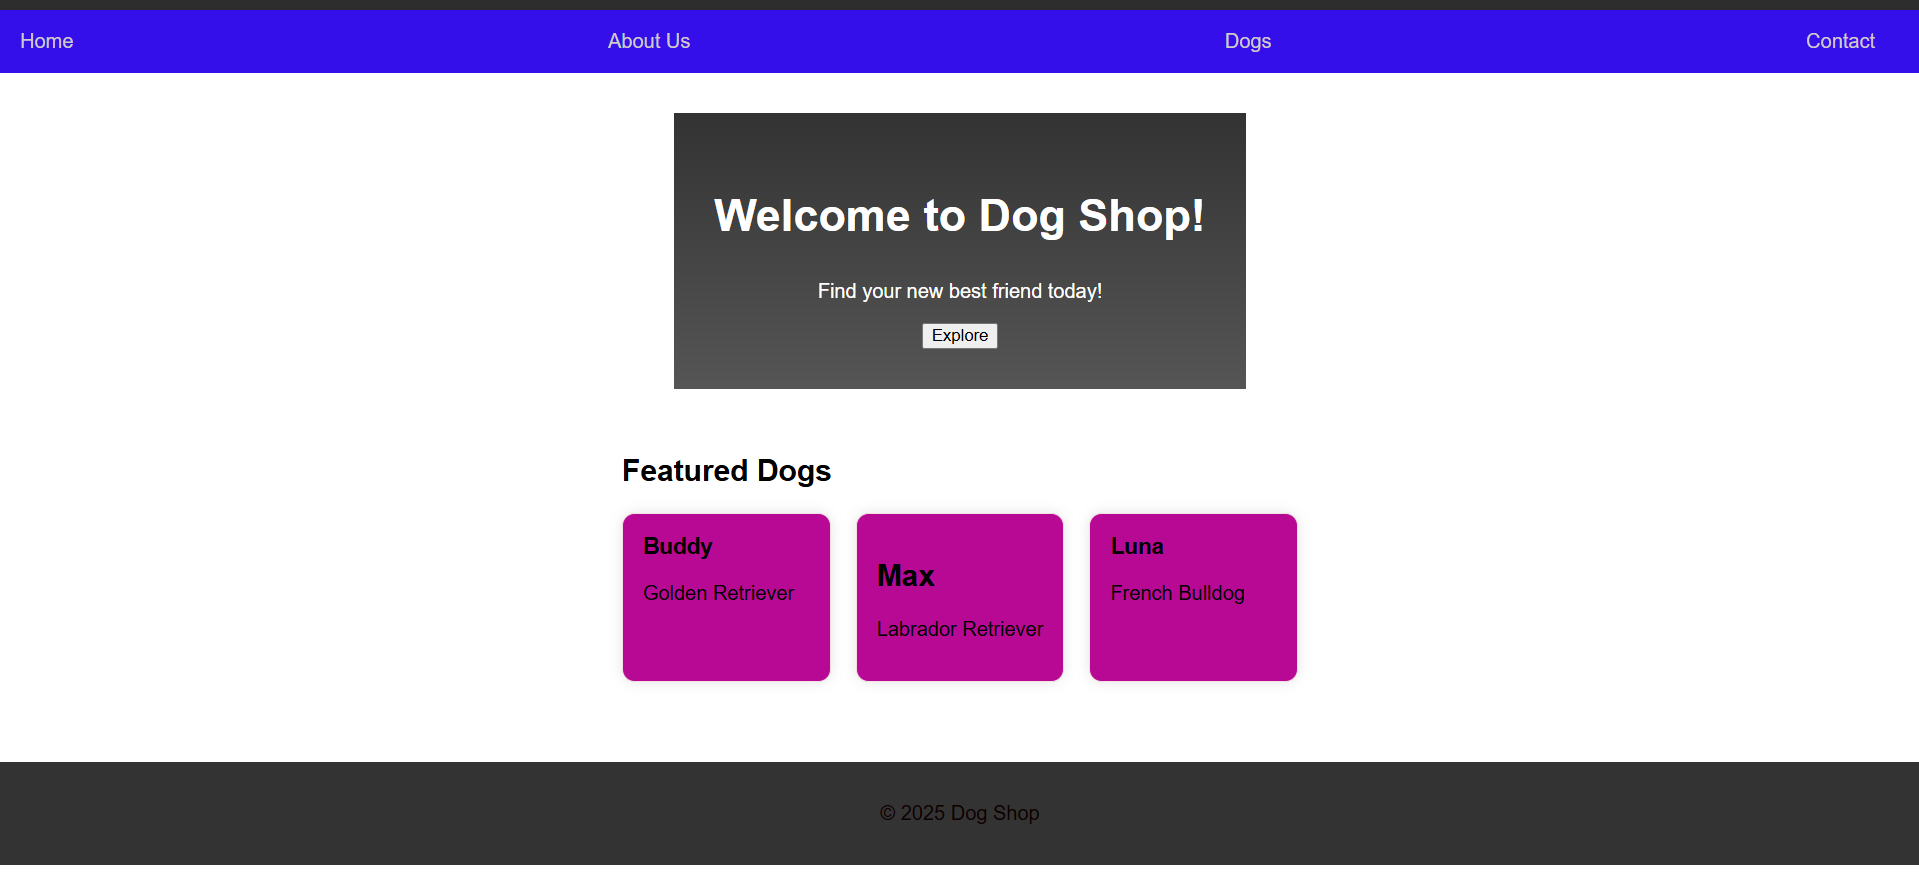 Home About Us Dogs Contact
Welcome to Dog Shop!
Find your new best friend today!
Explore
Featured Dogs
Buddy
Golden Retriever
Max
Labrador Retriever
Luna
French Bulldog
© 2025 Dog Shop